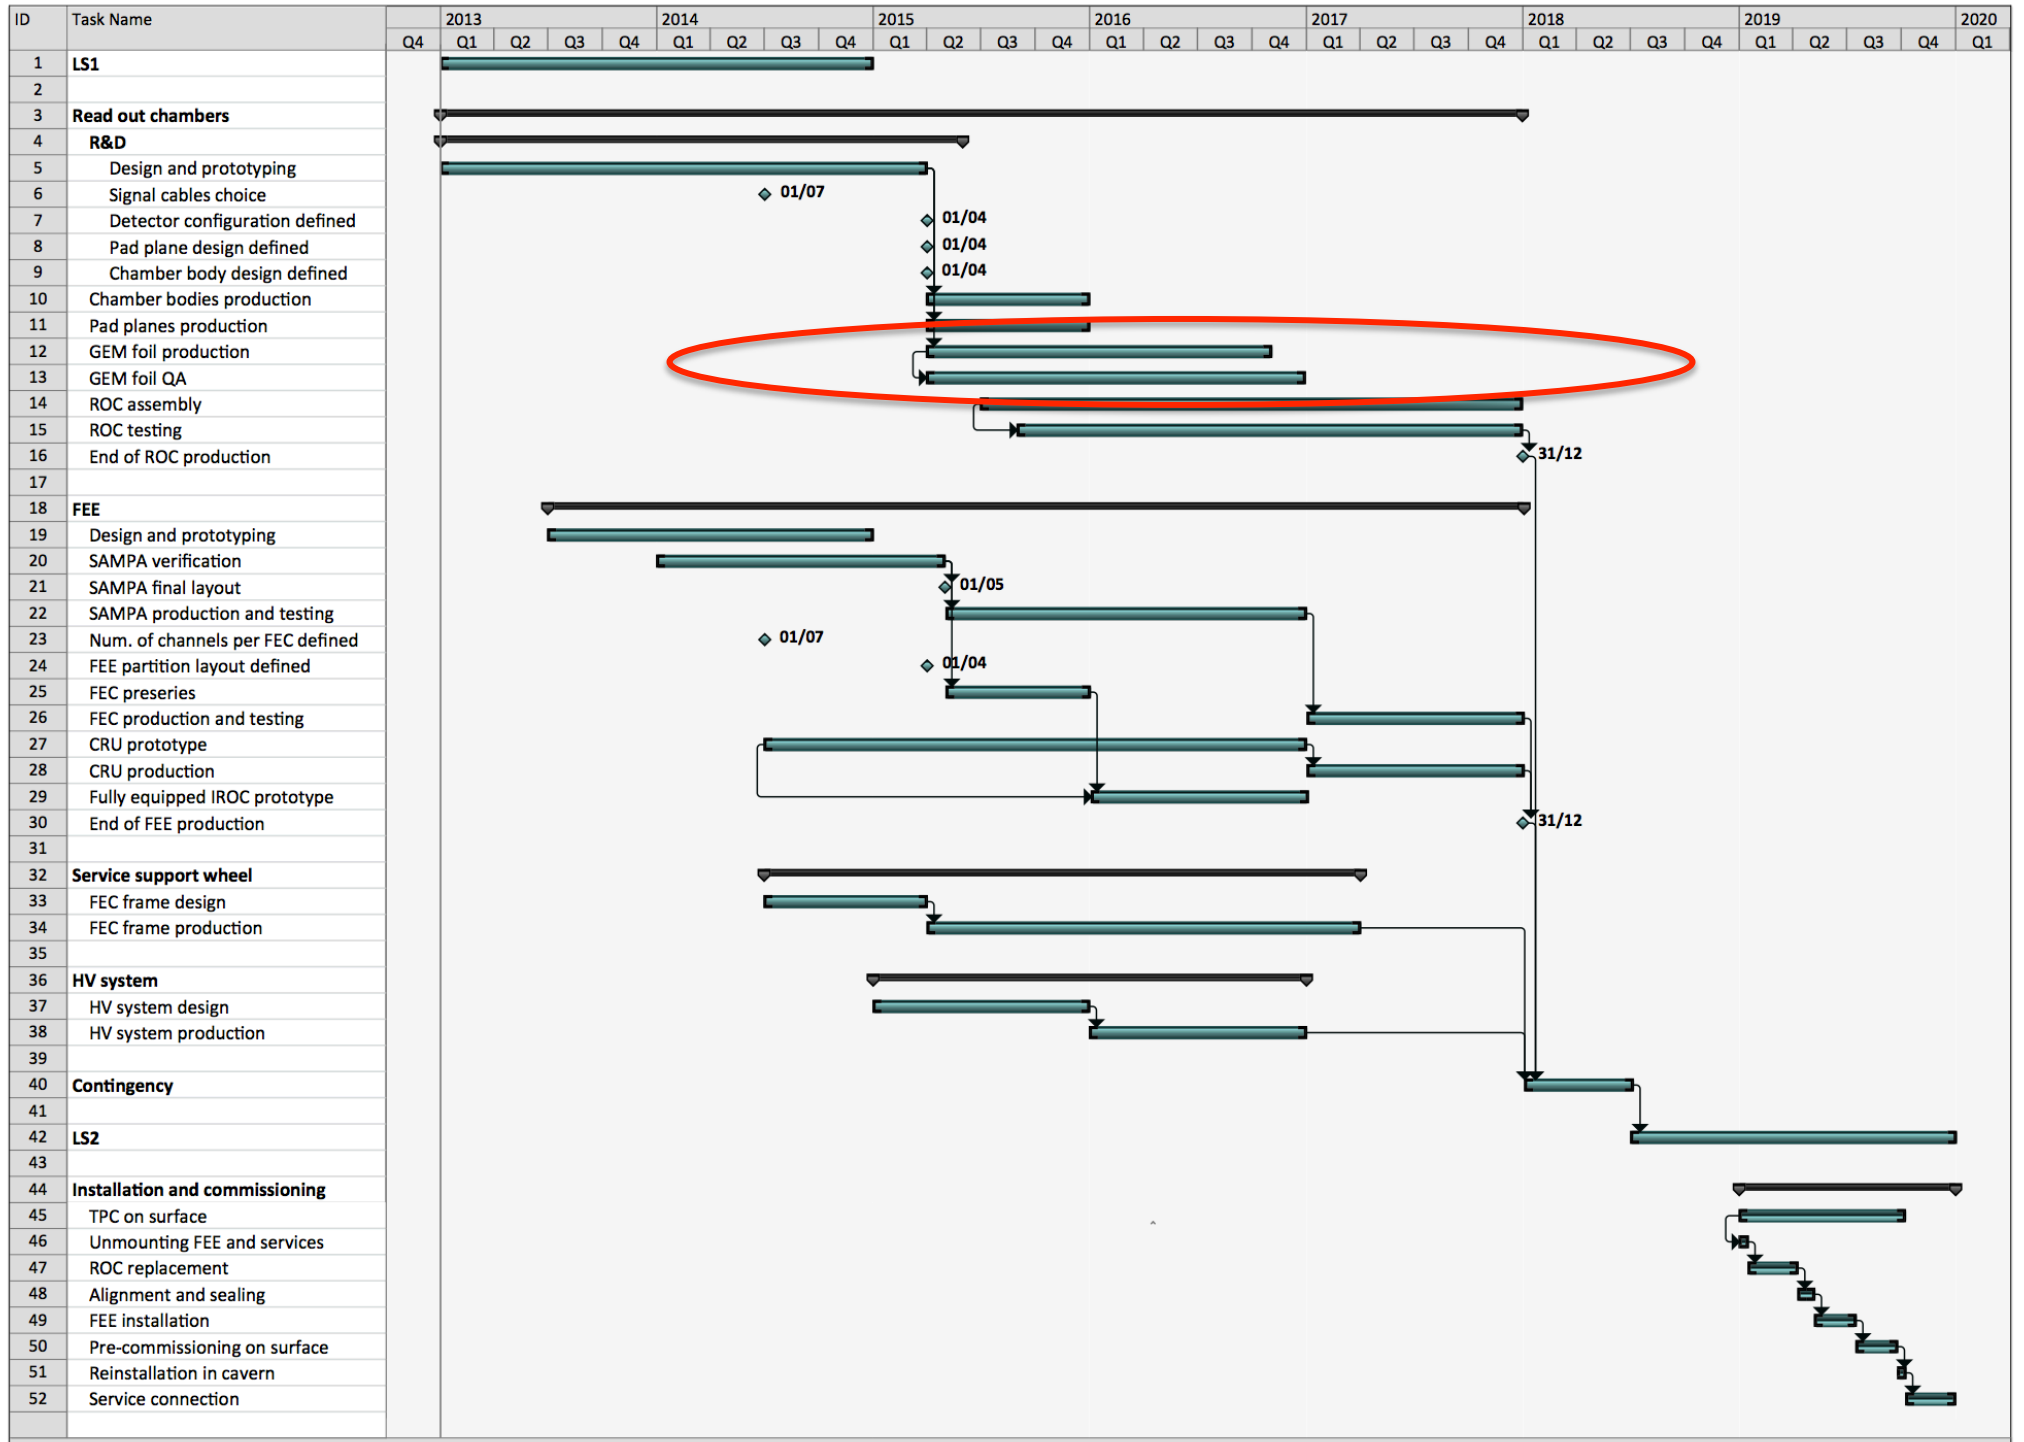 ID Task Name 2013 2014 2015 2016 2017 2018 2019 2020
Q4 Q1 Q2 Q3 Q4 Q1 Q2 Q3 Q4 Q1 Q2 Q3 Q4 Q1 Q2 Q3 Q4 Q1 Q2 Q3 Q4 Q1 Q2 Q3 Q4 Q1 Q2 Q3 Q4 Q1
1 LS1
2
3 Read out chambers
4 R&D
5 Design and prototyping
6 Signal cables choice 01/07
7 Detector configuration defined 01/04
8 Pad plane design defined 01/04
9 Chamber body design defined 01/04
10 Chamber bodies production
11 Pad planes production
12 GEM foil production
13 GEM foil QA
14 ROC assembly
15 ROC testing
16 End of ROC production 31/12
17
18 FEE
19 Design and prototyping
20 SAMPA verification
21 SAMPA final layout 01/05
22 SAMPA production and testing
23 Num. of channels per FEC defined 01/07
24 FEE partition layout defined 01/04
25 FEC preseries
26 FEC production and testing
27 CRU prototype
28 CRU production
29 Fully equipped IROC prototype
30 End of FEE production 31/12
31
32 Service support wheel
33 FEC frame design
34 FEC frame production
35
36 HV system
37 HV system design
38 HV system production
39
40 Contingency
41
42 LS2
43
44 Installation and commissioning
45 TPC on surface
46 Unmounting FEE and services
47 ROC replacement
48 Alignment and sealing
49 FEE installation
50 Pre-commissioning on surface
51 Reinstallation in cavern
52 Service connection